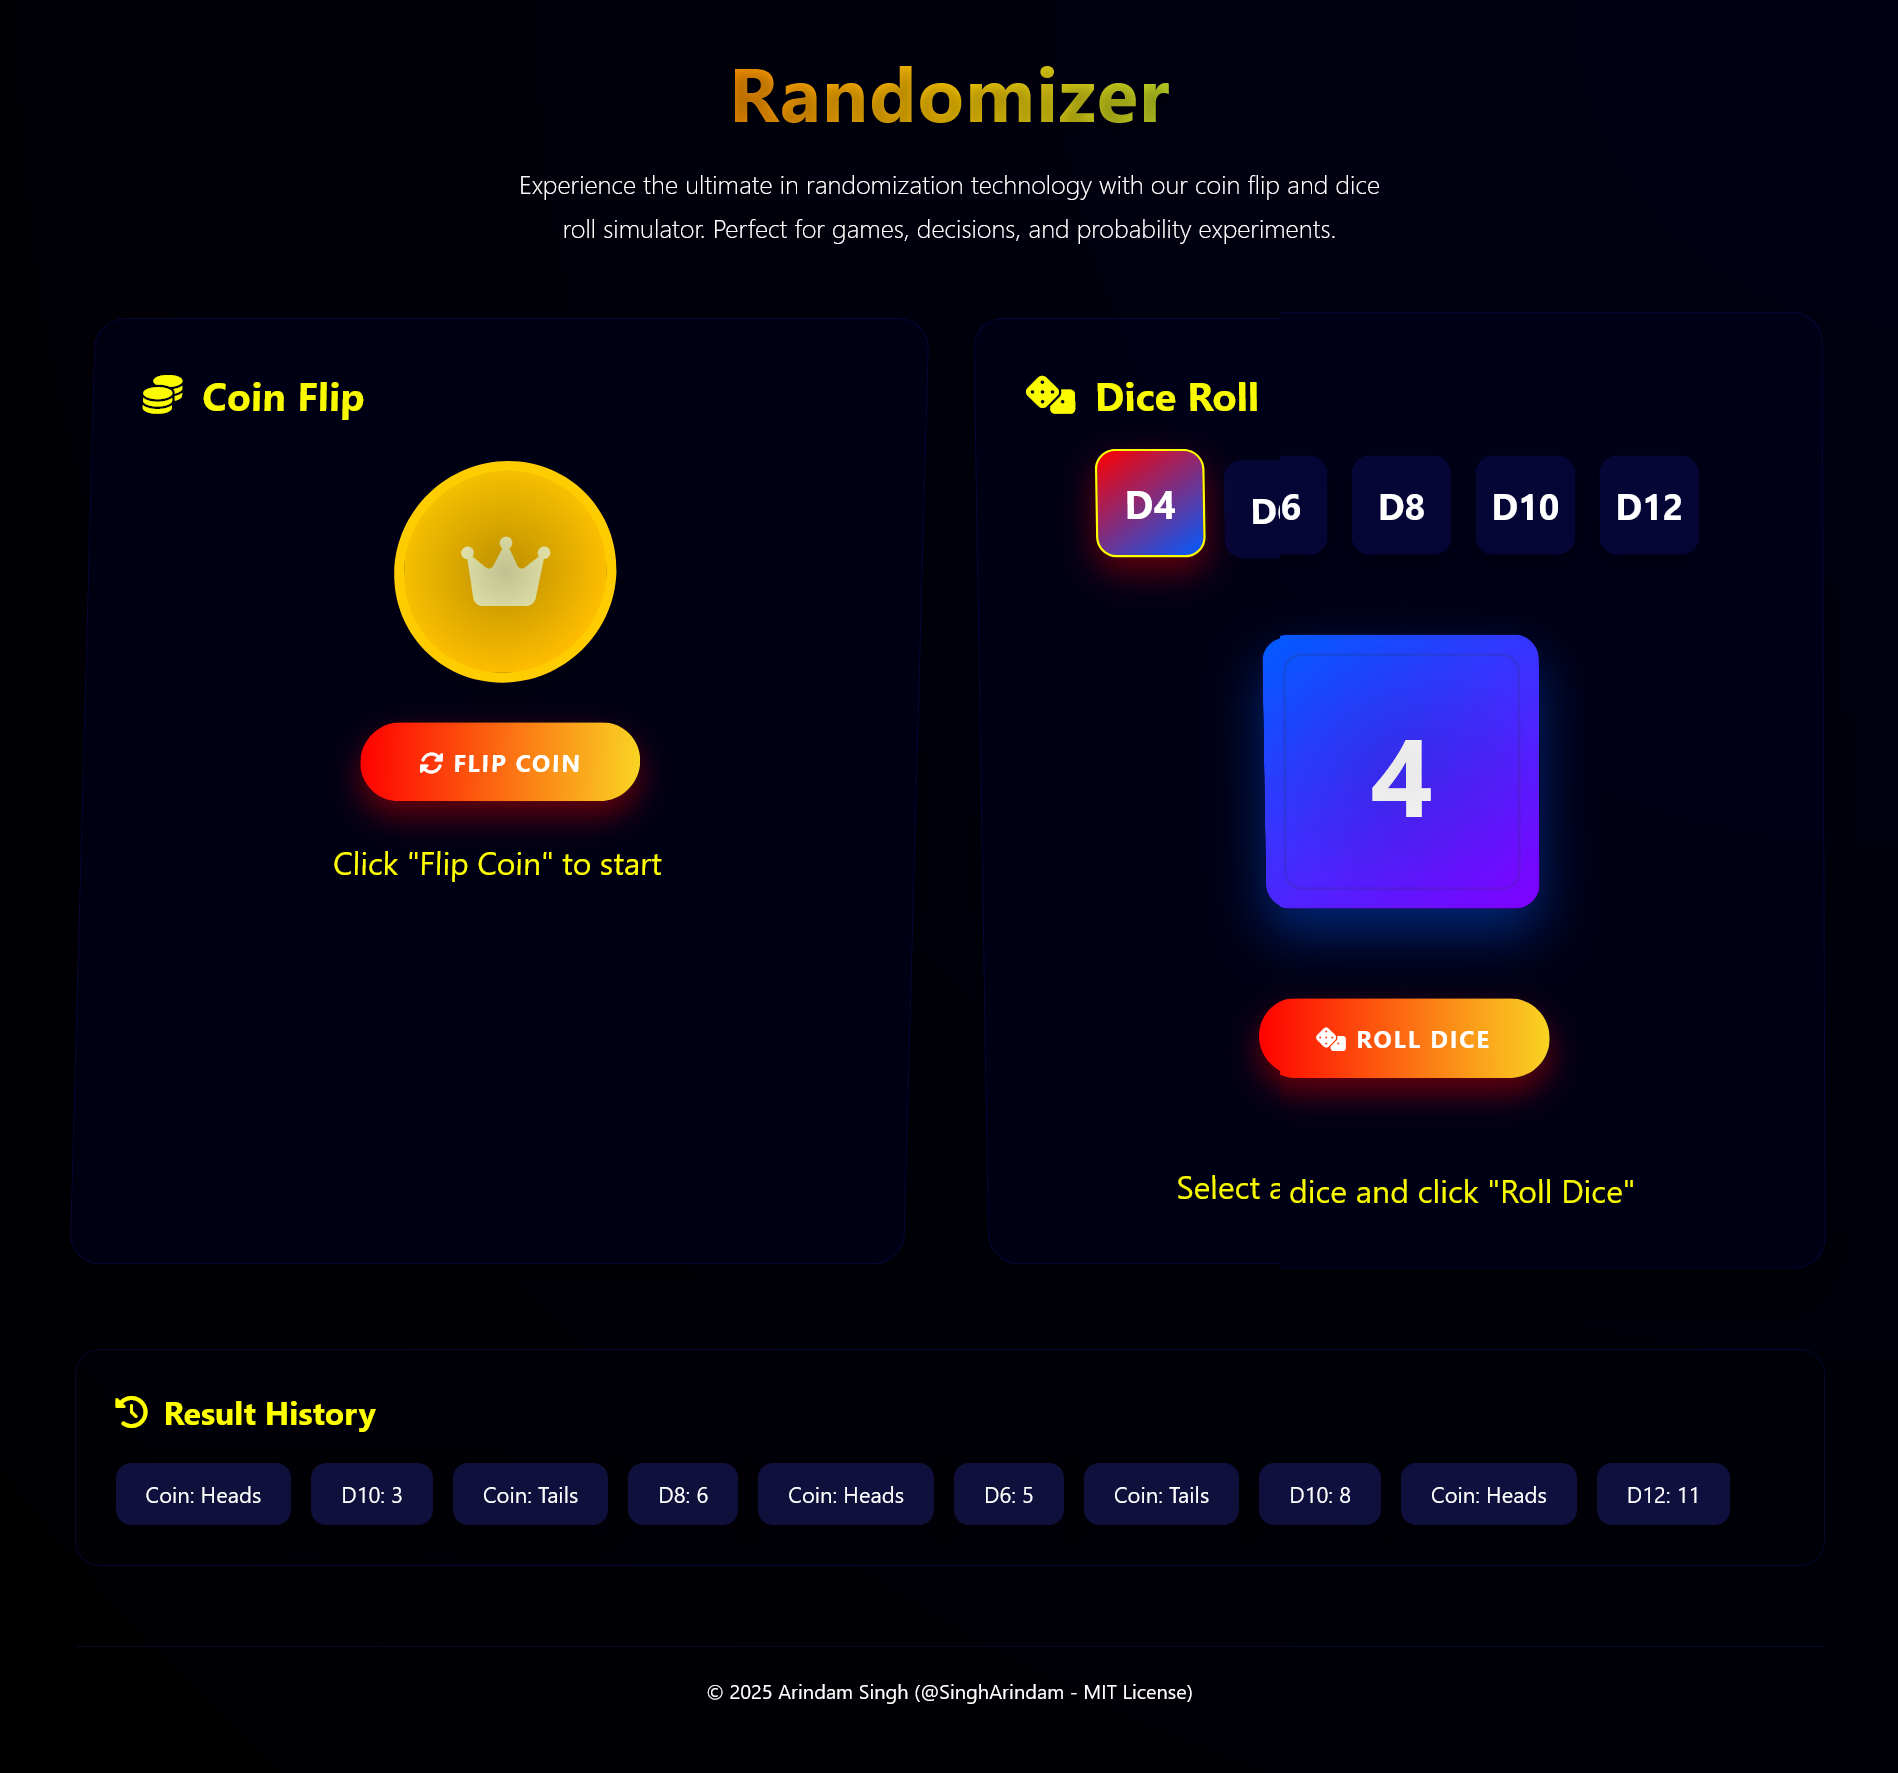 Randomizer
Experience the ultimate in randomization technology with our coin flip and dice
roll simulator. Perfect for games, decisions, and probability experiments.
Coin Flip
FLIP COIN
Click "Flip Coin" to start
Dice Roll
D4 D6 D8 D10 D12
4
ROLL DICE
Select a dice and click "Roll Dice"
Result History
Coin: Heads D10: 3 Coin: Tails D8: 6 Coin: Heads D6: 5 Coin: Tails D10: 8 Coin: Heads D12: 11
© 2025 Arindam Singh (@SinghArindam - MIT License)